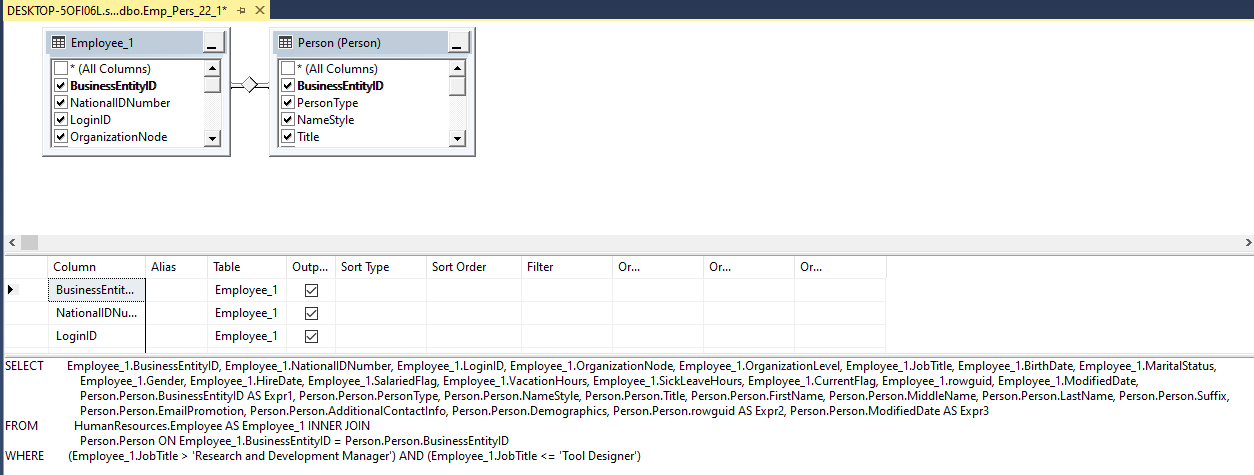 DESKTOP-5OFI06L.s...dbo.Emp_Pers_22_1*
Employee_1 Person (Person)
* (All Columns) * (All Columns)
BusinessEntityID BusinessEntityID
NationalIDNumber PersonType
LoginID NameStyle
OrganizationNode Title
Column Alias Table Outp... Sort Type Sort Order Filter Or... Or... Or...
BusinessEntit... Employee_1
NationalIDNu... Employee_1
LoginID Employee_1
SELECT Employee_1.BusinessEntityID, Employee_1.NationalIDNumber, Employee_1.LoginID, Employee_1.OrganizationNode, Employee_1.OrganizationLevel, Employee_1.JobTitle, Employee_1.BirthDate, Employee_1.MaritalStatus,
Employee_1.Gender, Employee_1.HireDate, Employee_1.SalariedFlag, Employee_1.VacationHours, Employee_1.SickLeaveHours, Employee_1.CurrentFlag, Employee_1.rowguid, Employee_1.ModifiedDate,
Person.Person.BusinessEntityID AS Expr1, Person.Person.PersonType, Person.Person.NameStyle, Person.Person.Title, Person.Person.FirstName, Person.Person.MiddleName, Person.Person.LastName, Person.Person.Suffix,
Person.Person.EmailPromotion, Person.Person.AdditionalContactInfo, Person.Person.Demographics, Person.Person.rowguid AS Expr2, Person.Person.ModifiedDate AS Expr3
FROM HumanResources.Employee AS Employee_1 INNER JOIN
Person.Person ON Employee_1.BusinessEntityID = Person.Person.BusinessEntityID
WHERE (Employee_1.JobTitle > 'Research and Development Manager') AND (Employee_1.JobTitle <= 'Tool Designer')